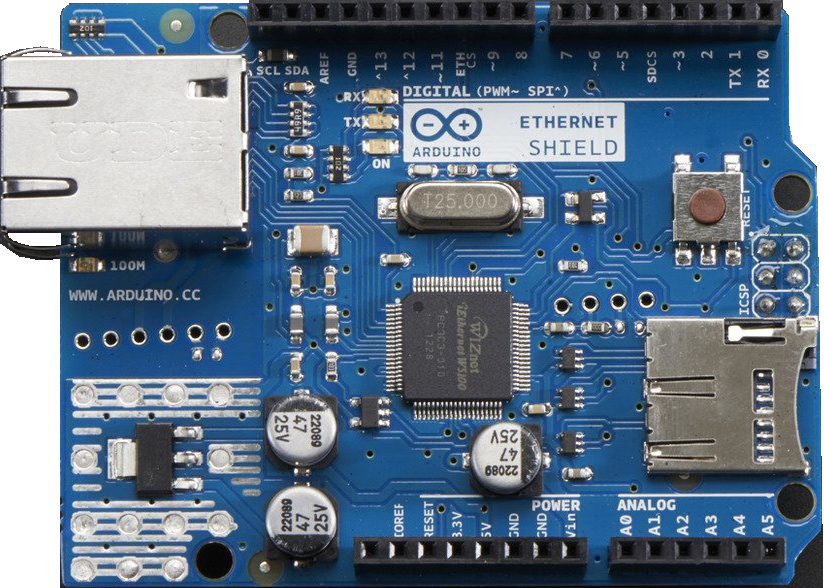 SCL SDA
AREF
GND
^13
^12
~11
ETH CS
~9
8
7
~6
~5
SDCS
~3
2
TX 1
RX 0
DIGITAL (PWM~ SPI^)
RX
TX
ON
ARDUINO
ETHERNET
SHIELD
49R9
T25.000
RESET
100M
WWW.ARDUINO.CC
ICSP
WIZnet
iEthernet W5100
1228
22089
47
25V
22089
47
25V
22089
47
25V
POWER
ANALOG
IOREF
RESET
3.3V
5V
GND
GND
Vin
A0
A1
A2
A3
A4
A5